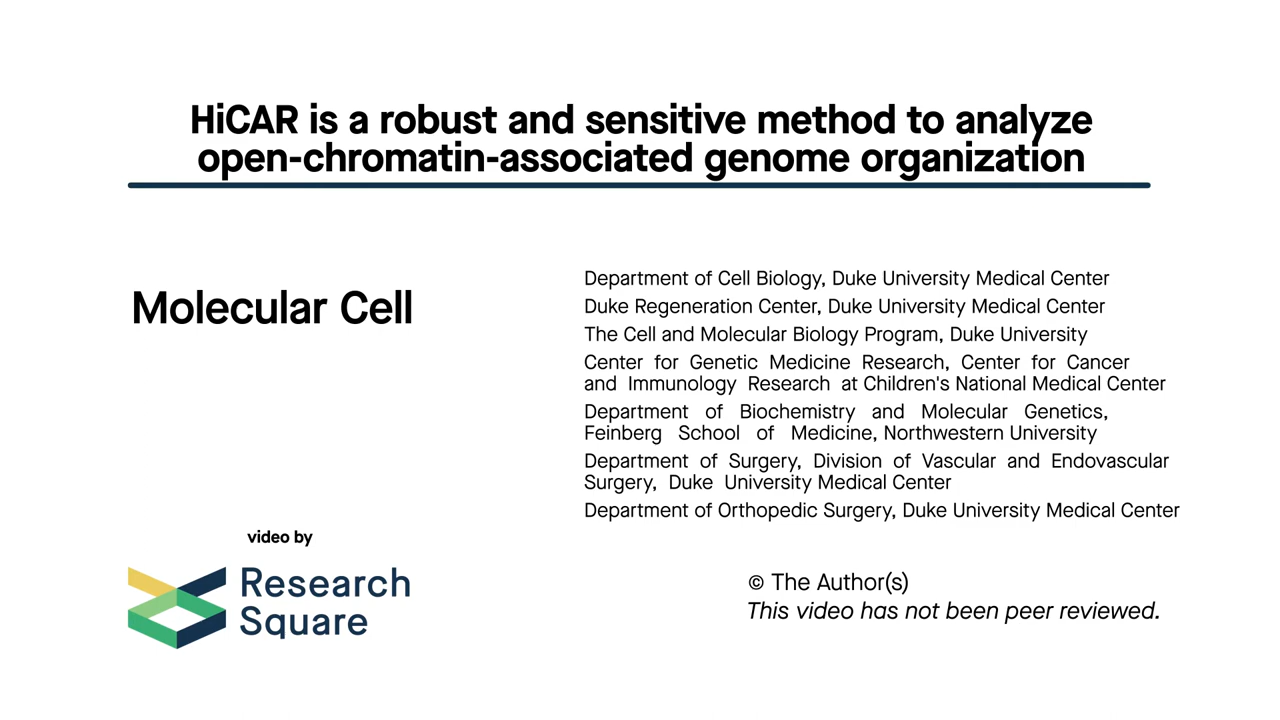 HiCAR is a robust and sensitive method to analyze
open-chromatin-associated genome organization
Molecular Cell
Department of Cell Biology, Duke University Medical Center
Duke Regeneration Center, Duke University Medical Center
The Cell and Molecular Biology Program, Duke University
Center for Genetic Medicine Research, Center for Cancer
and Immunology Research at Children's National Medical Center
Department of Biochemistry and Molecular Genetics,
Feinberg School of Medicine, Northwestern University
Department of Surgery, Division of Vascular and Endovascular
Surgery, Duke University Medical Center
Department of Orthopedic Surgery, Duke University Medical Center
video by
Research
Square
© The Author(s)
This video has not been peer reviewed.